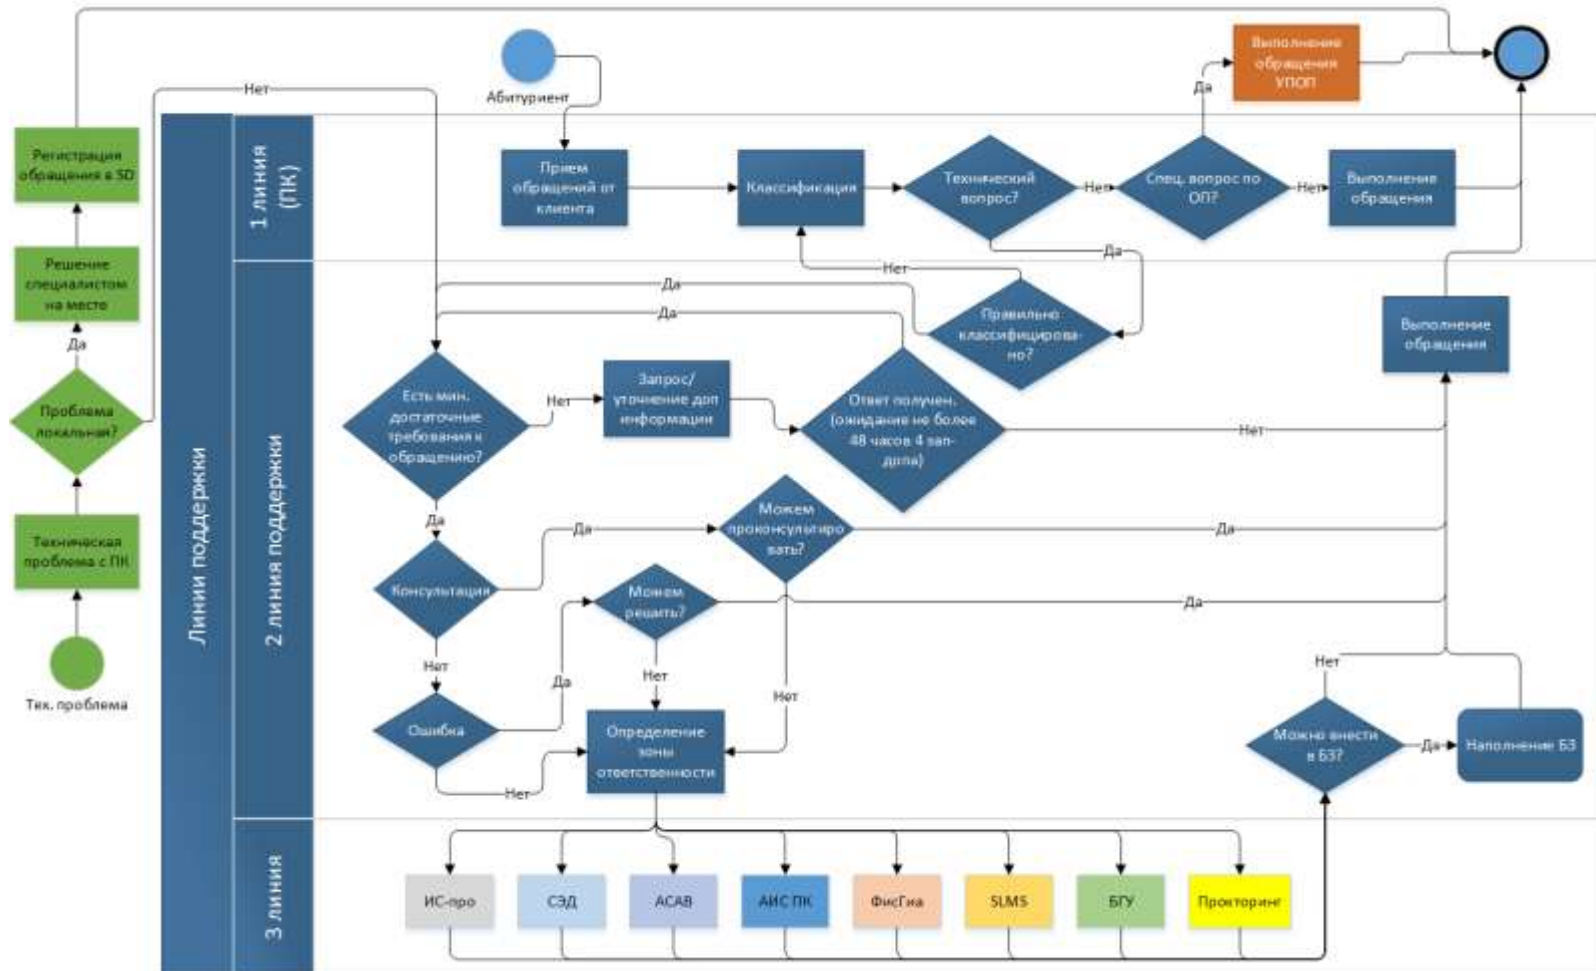 Нет
Абитуриент
Выполнение
обращения
УПОП
Да
Регистрация
обращения в SD
Решение
специалистом
на месте
Да
Проблема
локальная?
Техническая
проблема с ПК
Тех. проблема
Линии поддержки
1 линия
(ПК)
Прием
обращений от
клиента
Классификация
Технический
вопрос?
Нет
Спец. вопрос по
ОП?
Нет
Выполнение
обращения
Да
2 линия поддержки
Нет
Да
Да
Правильно
классифицирова-
но?
Выполнение
обращения
Есть мин.
достаточные
требования к
обращению?
Нет
Запрос/
уточнение доп
информации
Ответ получен.
(ожидание не более
48 часов 4 зап-
допа)
Нет
Да
Консультация
Да
Можем
проконсультиро
вать?
Да
Нет
Можем
решить?
Да
Нет
Ошибка
Да
Нет
Нет
Определение
зоны
ответственности
Нет
Можно внести
в БЗ?
Да
Наполнение БЗ
Нет
3 линия
ИС-про
СЭД
АСАВ
АИС ПК
ФисГиа
SLMS
БГУ
Прокторинг